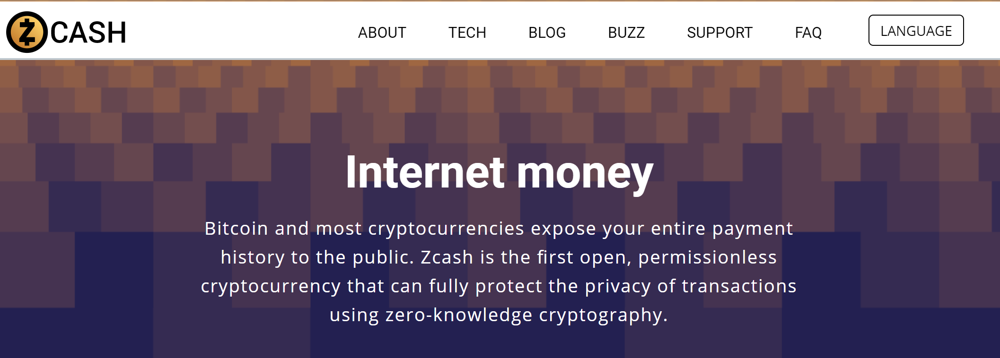 ZCASH
ABOUT TECH BLOG BUZZ SUPPORT FAQ LANGUAGE
Internet money
Bitcoin and most cryptocurrencies expose your entire payment
history to the public. Zcash is the first open, permissionless
cryptocurrency that can fully protect the privacy of transactions
using zero-knowledge cryptography.